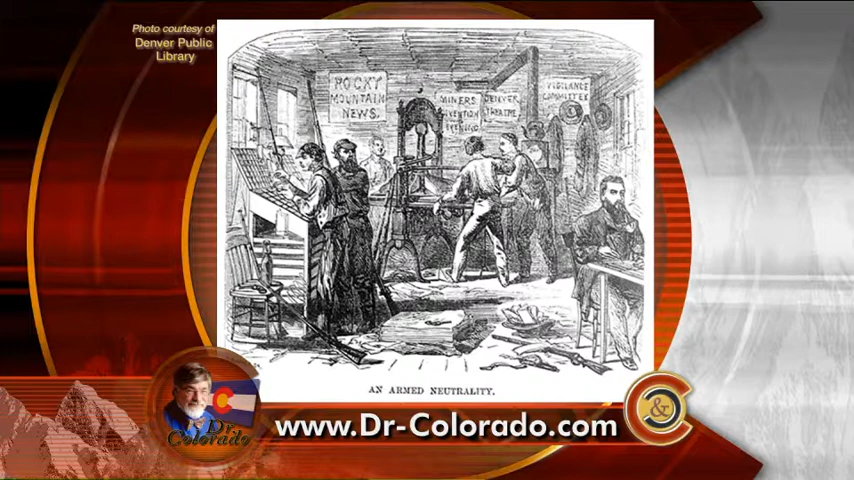 Photo courtesy of
Denver Public
Library
ROCKY
MOUNTAIN
NEWS.
MINERS
DENVER
THEATRE
VIGILANCE
COMMITTEE
AN ARMED NEUTRALITY.
Dr.
Colorado
www.Dr-Colorado.com
C
&